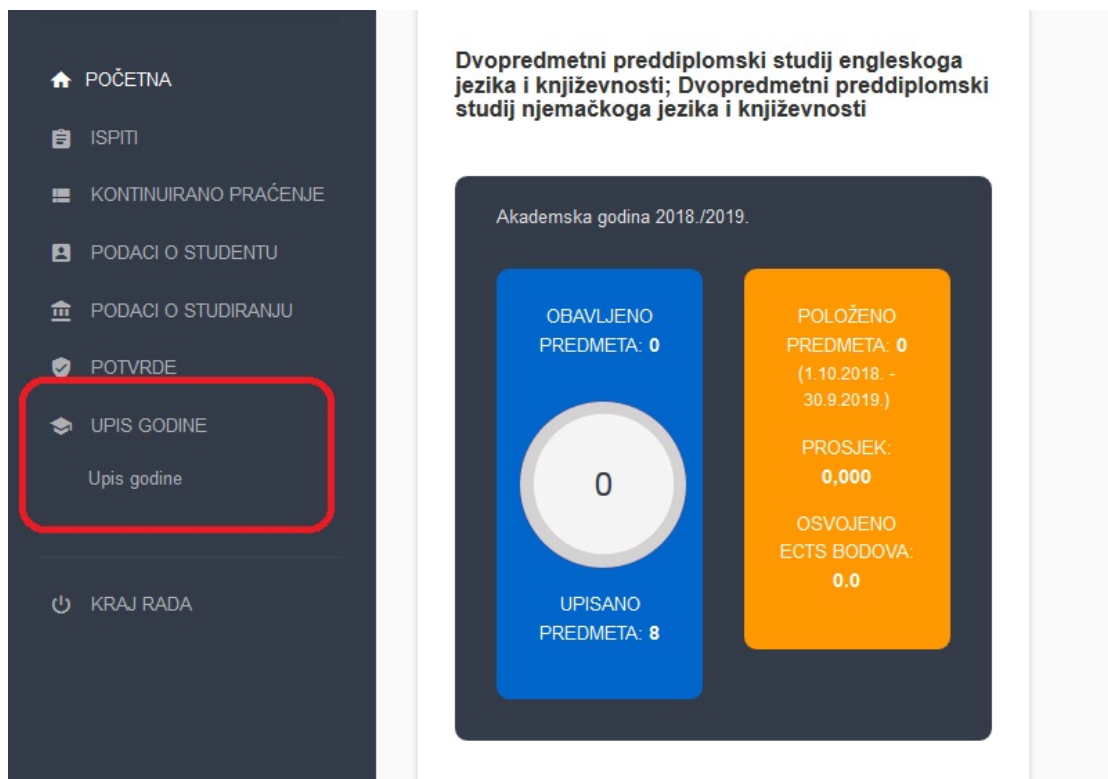 POČETNA
ISPITI
KONTINUIRANO PRAĆENJE
PODACI O STUDENTU
PODACI O STUDIRANJU
POTVRDE
UPIS GODINE
Upis godine
KRAJ RADA
Dvopredmetni preddiplomski studij engleskoga
jezika i književnosti; Dvopredmetni preddiplomski
studij njemačkoga jezika i književnosti
Akademska godina 2018./2019.
OBAVLJENO
PREDMETA: 0
0
UPISANO
PREDMETA: 8
POLOŽENO
PREDMETA: 0
(1.10.2018. -
30.9.2019.)
PROSJEK:
0,000
OSVOJENO
ECTS BODOVA:
0.0